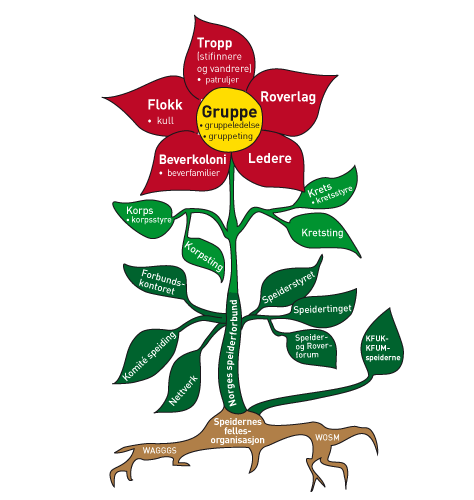 Tropp
(stifinnere
og vandrere)
• patruljer
Flokk
• kull
Roverlag
Gruppe
• gruppeledelse
• gruppeting
Beverkoloni
• beverfamilier
Ledere
Krets
• kretsstyre
Korps
• korpsstyre
Kretsting
Korpsting
Forbunds-
kontoret
Speiderstyret
Speidertinget
Norges speiderforbund
Komité speiding
Nettverk
Speider-
og Rover-
forum
KFUK-
KFUM-
speiderne
Speidernes
felles-
organisasjon
WAGGGS
WOSM